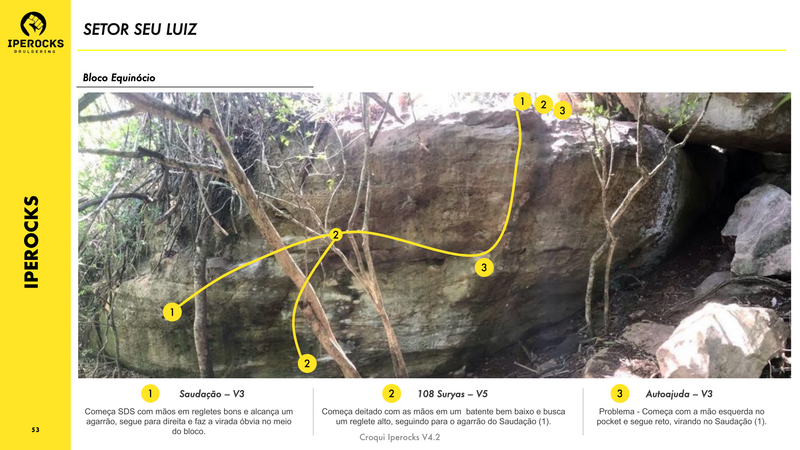 IPEROCKS
BOULDERING
SETOR SEU LUIZ
Bloco Equinócio
IPEROCKS
1 2 3
2
3
1
2
1 Saudação – V3
Começa SDS com mãos em regletes bons e alcança um
agarrão, segue para direita e faz a virada óbvia no meio
do bloco.
2 108 Suryas – V5
Começa deitado com as mãos em um batente bem baixo e busca
um reglete alto, seguindo para o agarrão do Saudação (1).
3 Autoajuda – V3
Problema - Começa com a mão esquerda no
pocket e segue reto, virando no Saudação (1).
53
Croqui Iperocks V4.2